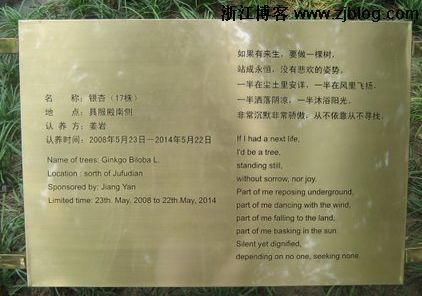 浙江博客 www.zjblog.com
名　　称：银杏（17株）
地　　点：具服殿南侧
认 养 方：姜岩
认养时间：2008年5月23日—2014年5月22日
Name of trees: Ginkgo Biloba L.
Location : sorth of Jufudian
Sponsored by: Jiang Yan
Limited time: 23th. May, 2008 to 22th.May, 2014
如果有来生，要做一棵树，
站成永恒，没有悲欢的姿势。
一半在尘土里安详，一半在风里飞扬，
一半洒落阴凉，一半沐浴阳光。
非常沉默非常骄傲，从不依靠从不寻找。
If I had a next life,
I'd be a tree,
standing still,
without sorrow, nor joy.
Part of me reposing underground,
part of me dancing with the wind,
part of me falling to the land,
part of me basking in the sun.
Silent yet dignified,
depending on no one, seeking none.